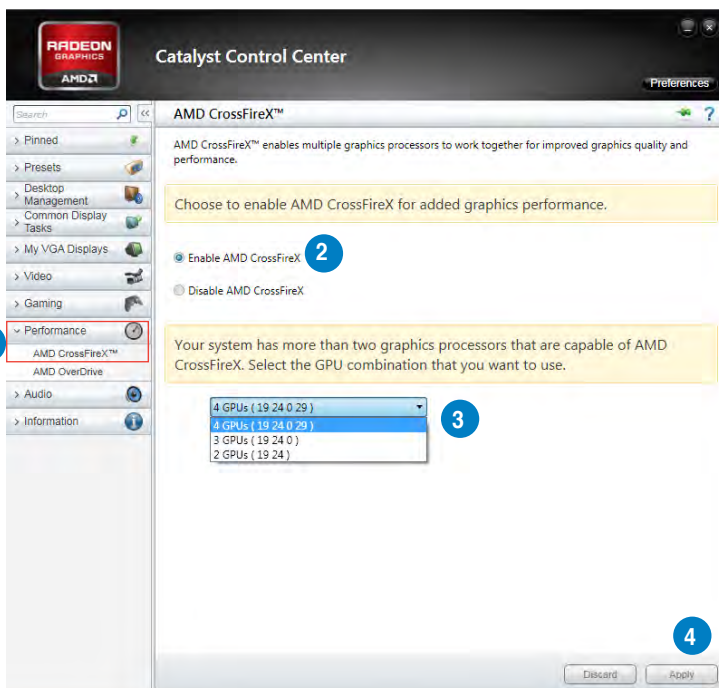 RADEON
GRAPHICS
AMD
Catalyst Control Center
Preferences
Search
<<
AMD CrossFireX™
?
> Pinned
> Presets
> Desktop
Management
> Common Display
Tasks
> My VGA Displays
> Video
> Gaming
Performance
AMD CrossFireX™
AMD OverDrive
> Audio
> Information
AMD CrossFireX™ enables multiple graphics processors to work together for improved graphics quality and
performance.
Choose to enable AMD CrossFireX for added graphics performance.
Enable AMD CrossFireX
2
Disable AMD CrossFireX
Your system has more than two graphics processors that are capable of AMD
CrossFireX. Select the GPU combination that you want to use.
4 GPUs ( 19 24 0 29 )
4 GPUs ( 19 24 0 29 )
3 GPUs ( 19 24 0 )
2 GPUs ( 19 24 )
3
4
Discard
Apply